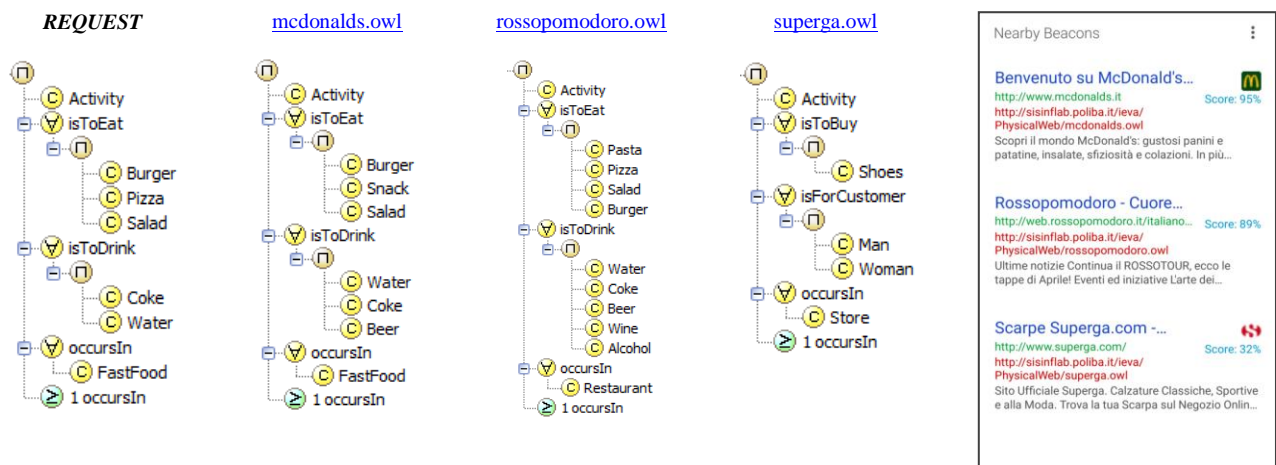 REQUEST
Activity
isToEat
Burger
Pizza
Salad
isToDrink
Coke
Water
occursIn
FastFood
1 occursIn
mcdonalds.owl
Activity
isToEat
Burger
Snack
Salad
isToDrink
Water
Coke
Beer
occursIn
FastFood
1 occursIn
rossopomodoro.owl
Activity
isToEat
Pasta
Pizza
Salad
Burger
isToDrink
Water
Coke
Beer
Wine
Alcohol
occursIn
Restaurant
1 occursIn
superga.owl
Activity
isToBuy
Shoes
isForCustomer
Man
Woman
occursIn
Store
1 occursIn
Nearby Beacons
Benvenuto su McDonald's...
http://www.mcdonalds.it
Score: 95%
http://sisinflab.poliba.it/ieva/
PhysicalWeb/mcdonalds.owl
Scopri il mondo McDonald's: gustosi panini e
patatine, insalate, sfiziosità e colazioni. In più...
Rossopomodoro - Cuore...
http://web.rossopomodoro.it/italiano... Score: 89%
http://sisinflab.poliba.it/ieva/
PhysicalWeb/rossopomodoro.owl
Ultime notizie Continua il ROSSOTOUR, ecco le
tappe di Aprile! Eventi ed iniziative L'arte dei...
Scarpe Superga.com -...
http://www.superga.com/
Score: 32%
http://sisinflab.poliba.it/ieva/
PhysicalWeb/superga.owl
Sito Ufficiale Superga. Calzature Classiche, Sportive
e alla Moda. Trova la tua Scarpa sul Negozio Onlin...